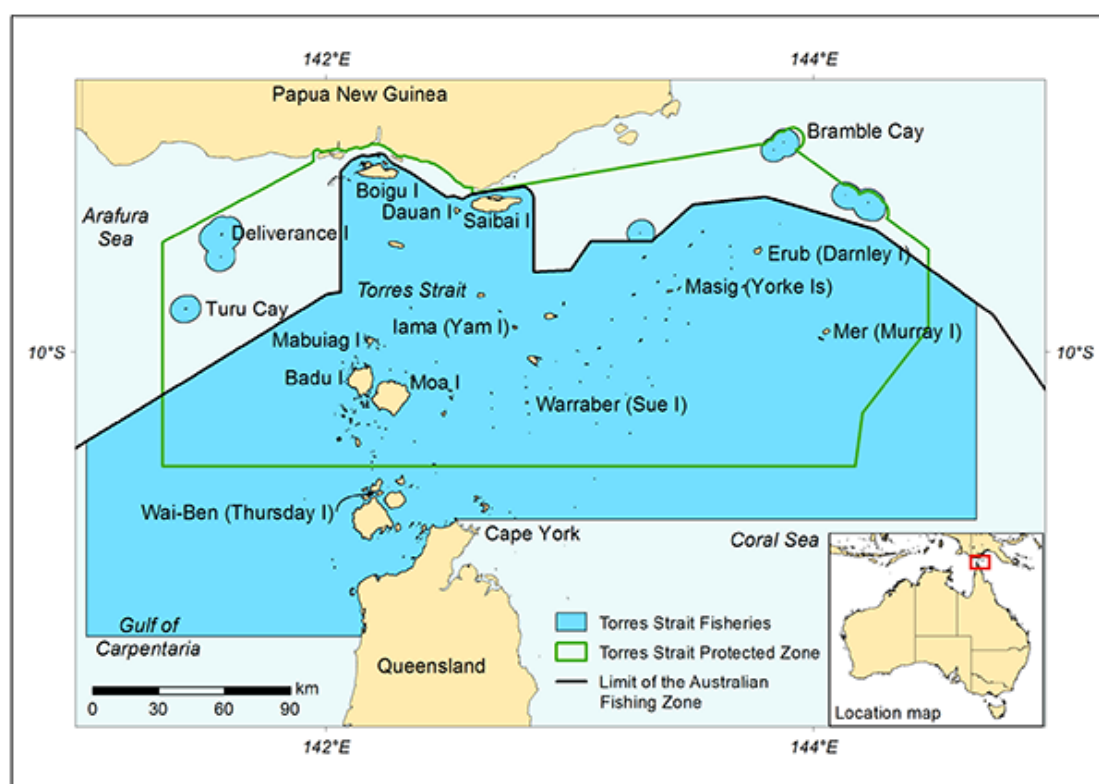 142°E
144°E
Papua New Guinea
Bramble Cay
Boigu I
Dauan I
Saibai I
Arafura
Sea
Deliverance I
Erub (Darnley I)
Torres Strait
Masig (Yorke Is)
Turu Cay
Iama (Yam I)
Mer (Murray I)
Mabuiag I
10°S
10°S
Badu I
Moa I
Warraber (Sue I)
Wai-Ben (Thursday I)
Cape York
Coral Sea
Gulf of
Carpentaria
Queensland
Torres Strait Fisheries
Torres Strait Protected Zone
Limit of the Australian
Fishing Zone
km
0 30 60 90
Location map
142°E
144°E